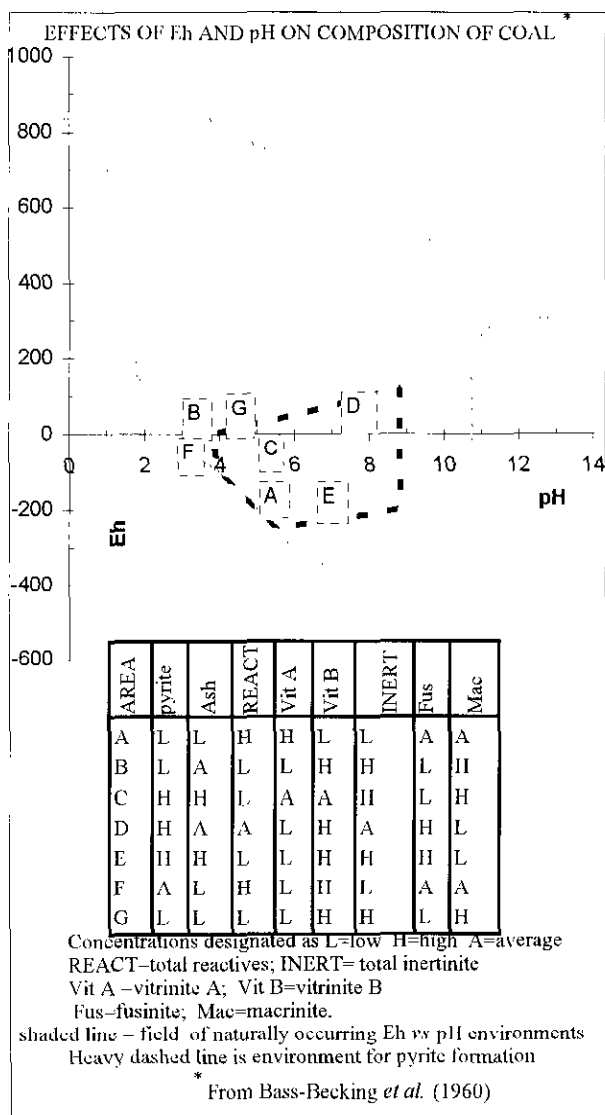 EFFECTS OF Eh AND pH ON COMPOSITION OF COAL *
1000
800
600
400
200
0
-200
-400
-600
0 2 4 6 8 10 12 14
B G D
F C
A E
pH
Eh
AREA pyrite Ash REACT Vit A Vit B INERT Fus Mac
A L L H H L L A A
B L A L L H H L H
C H H L A A H L H
D H A A L H A H L
E H H L L H H H L
F A L H L H L A A
G L L L L H H L H
Concentrations designated as L=low H=high A=average
REACT–total reactives; INERT= total inertinite
Vit A –vitrinite A; Vit B=vitrinite B
Fus–fusinite; Mac=macrinite.
shaded line – field of naturally occurring Eh vs pH environments
Heavy dashed line is environment for pyrite formation
* From Bass-Becking et al. (1960)